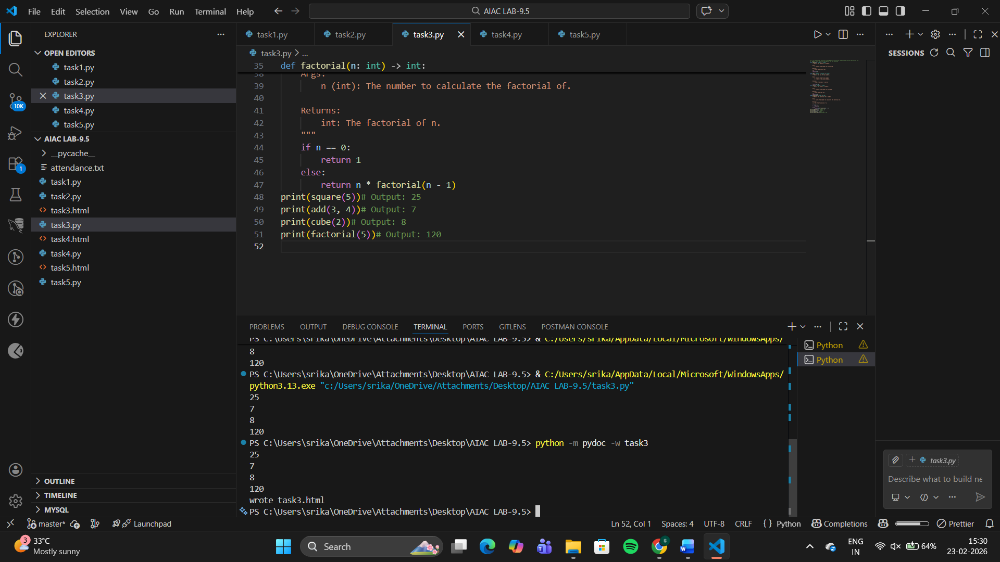 File Edit Selection View Go Run Terminal Help
AIAC LAB-9.5
EXPLORER
OPEN EDITORS
task1.py
task2.py
task3.py
task4.py
task5.py
AIAC LAB-9.5
__pycache__
attendance.txt
task1.py
task2.py
task3.html
task3.py
task4.html
task4.py
task5.html
task5.py
OUTLINE
TIMELINE
MYSQL
10K
1
task1.py task2.py task3.py task4.py task5.py
task3.py > ...
35 def factorial(n: int) -> int:
38 Args:
39 n (int): The number to calculate the factorial of.
40
41 Returns:
42 int: The factorial of n.
43 """
44 if n == 0:
45 return 1
46 else:
47 return n * factorial(n - 1)
48 print(square(5))# Output: 25
49 print(add(3, 4))# Output: 7
50 print(cube(2))# Output: 8
51 print(factorial(5))# Output: 120
52
PROBLEMS OUTPUT DEBUG CONSOLE TERMINAL PORTS GITLENS POSTMAN CONSOLE
PS C:\Users\srika\OneDrive\Attachments\Desktop\AIAC LAB-9.5> & C:/Users/srika/AppData/Local/Microsoft/WindowsApps/
8
120
PS C:\Users\srika\OneDrive\Attachments\Desktop\AIAC LAB-9.5> & C:/Users/srika/AppData/Local/Microsoft/WindowsApps/
python3.13.exe "c:/Users/srika/OneDrive/Attachments/Desktop/AIAC LAB-9.5/task3.py"
25
7
8
120
PS C:\Users\srika\OneDrive\Attachments\Desktop\AIAC LAB-9.5> python -m pydoc -w task3
25
7
8
120
wrote task3.html
PS C:\Users\srika\OneDrive\Attachments\Desktop\AIAC LAB-9.5>
Python
Python
SESSIONS
task3.py
Describe what to build ne
master* Launchpad
Ln 52, Col 1 Spaces: 4 UTF-8 CRLF { } Python Completions Prettier
3
33°C
Mostly sunny
Search
ENG
IN
64%
15:30
23-02-2026